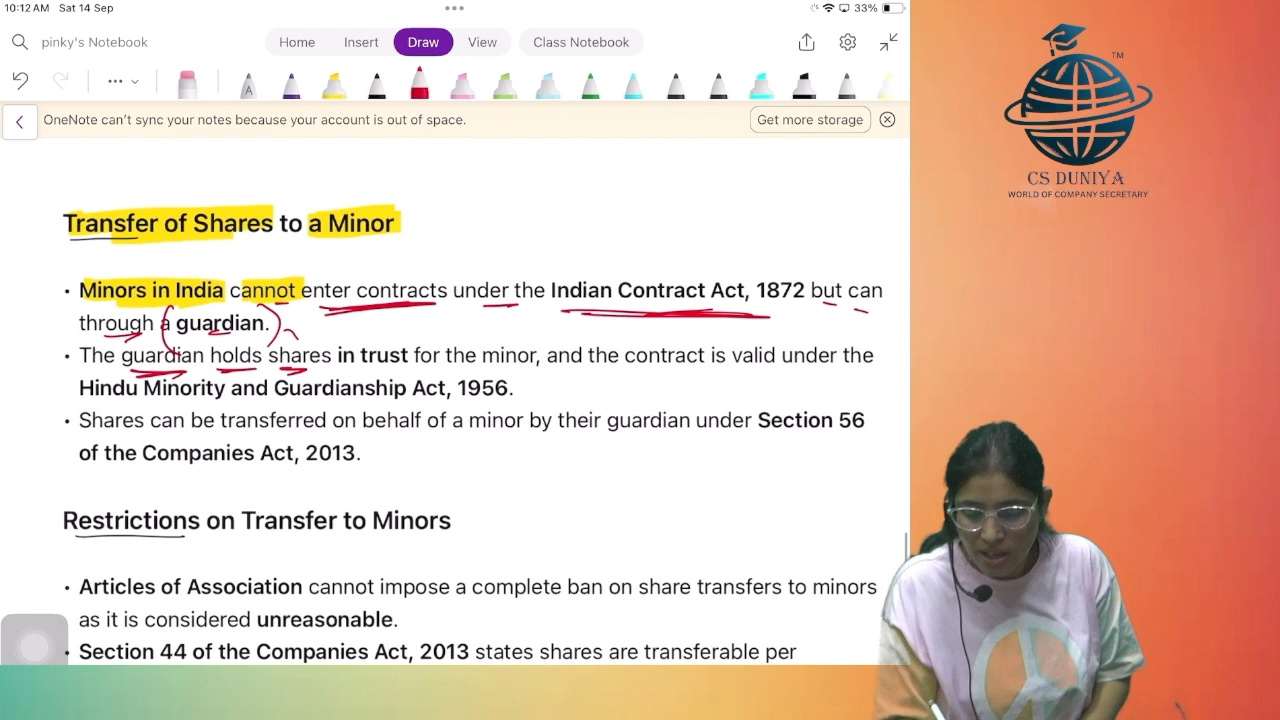 10:12 AM Sat 14 Sep
33%
pinky's Notebook
Home Insert Draw View Class Notebook
A
OneNote can't sync your notes because your account is out of space.
Get more storage
TM
CS DUNIYA
WORLD OF COMPANY SECRETARY
Transfer of Shares to a Minor
• Minors in India cannot enter contracts under the Indian Contract Act, 1872 but can
through a guardian.
• The guardian holds shares in trust for the minor, and the contract is valid under the
Hindu Minority and Guardianship Act, 1956.
• Shares can be transferred on behalf of a minor by their guardian under Section 56
of the Companies Act, 2013.
Restrictions on Transfer to Minors
• Articles of Association cannot impose a complete ban on share transfers to minors
as it is considered unreasonable.
• Section 44 of the Companies Act, 2013 states shares are transferable per